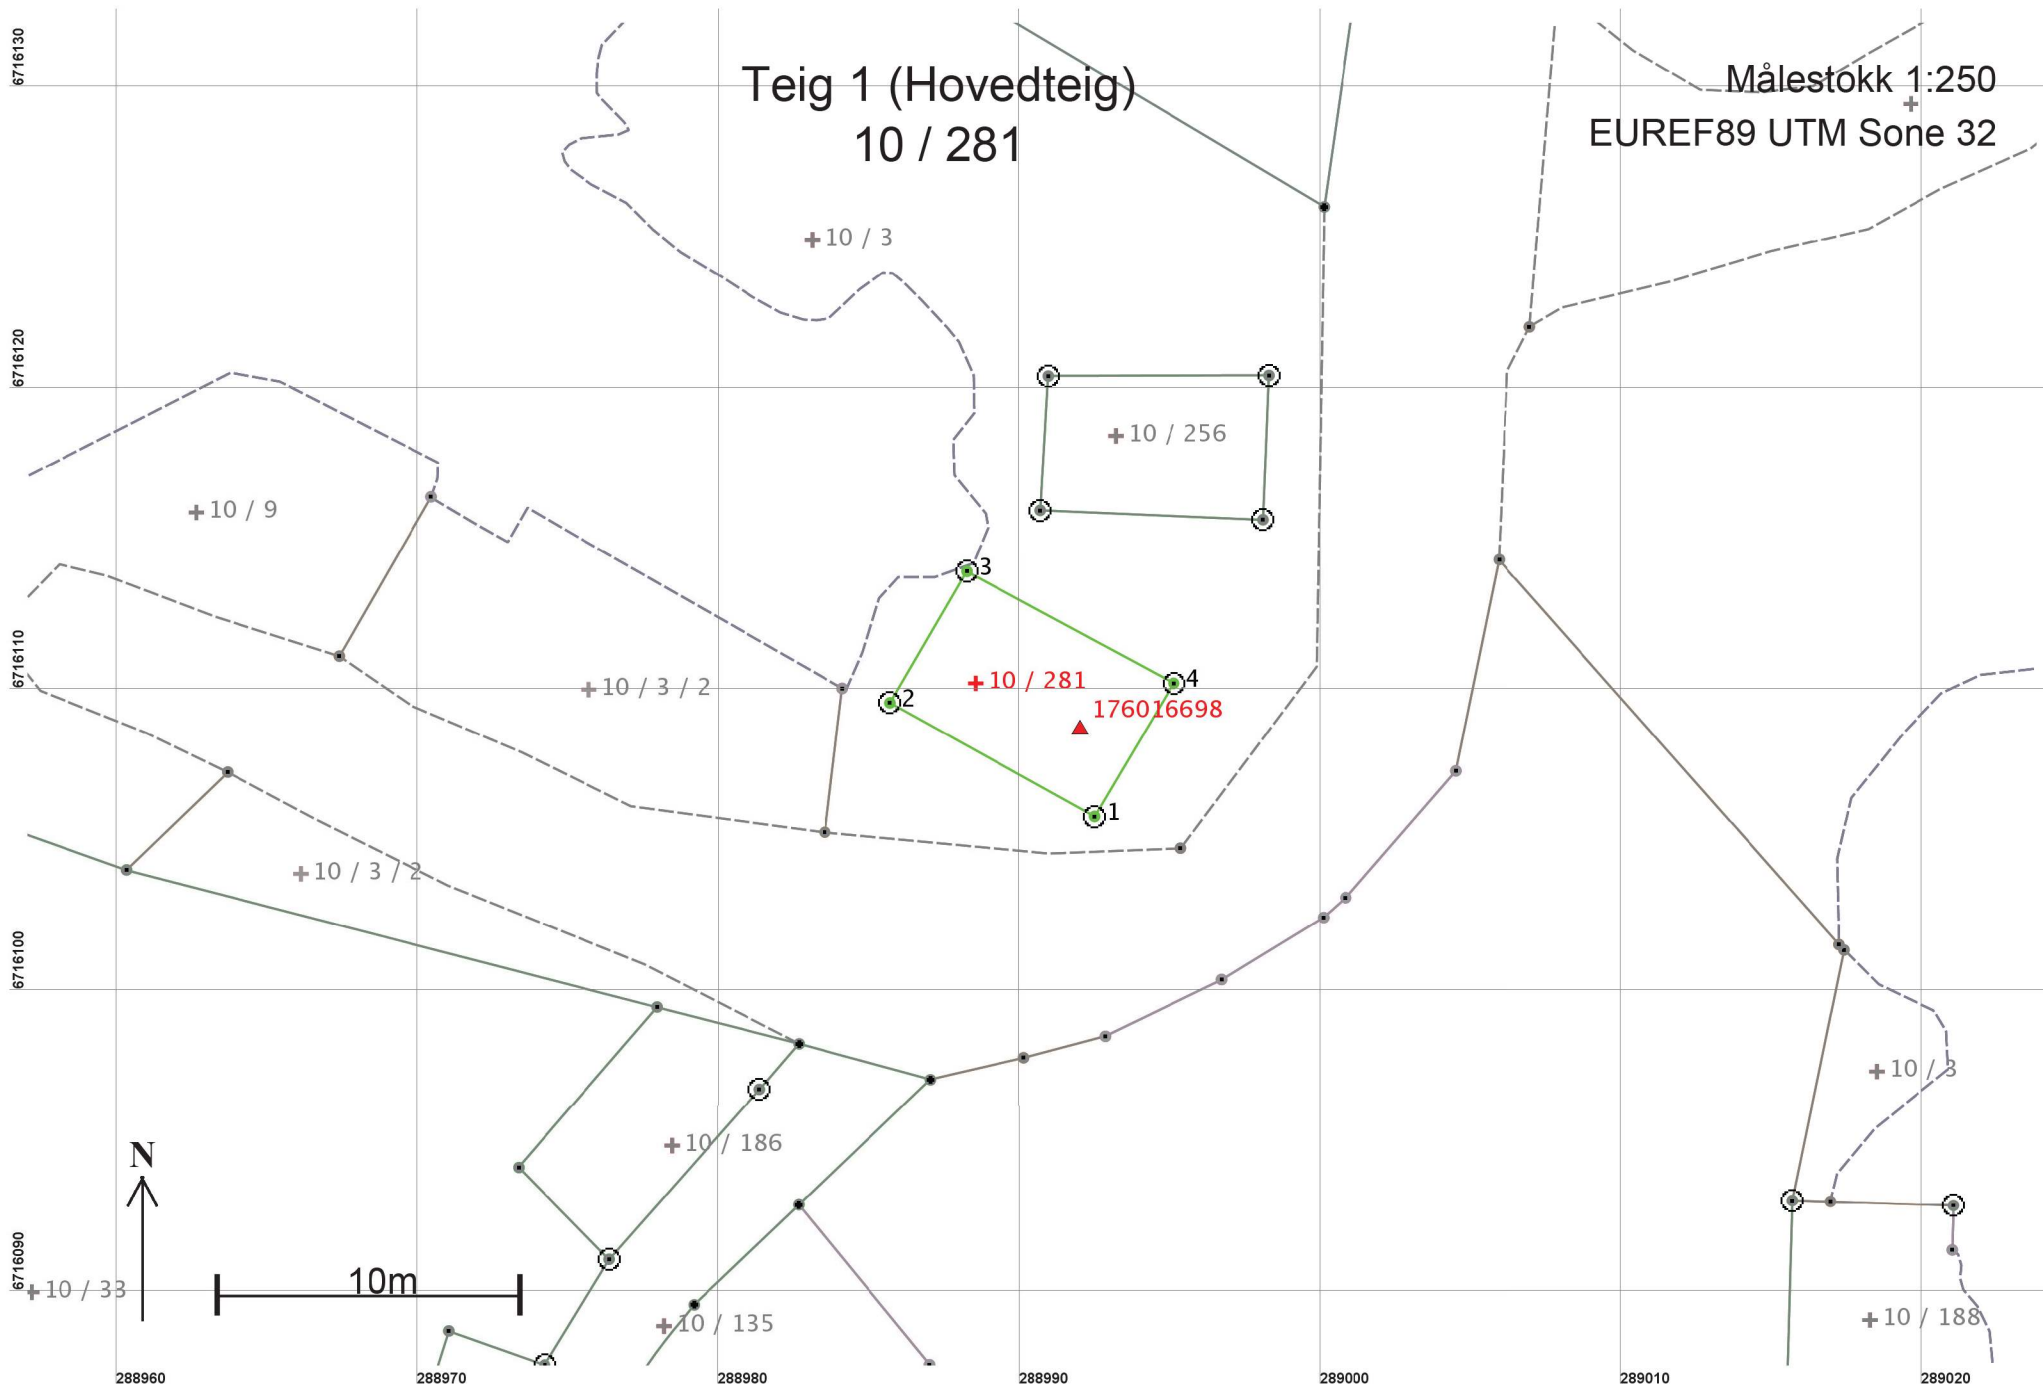 6716130
Teig 1 (Hovedteig)
10 / 281
Målestokk 1:250
EUREF89 UTM Sone 32
10 / 3
6716120
10 / 256
10 / 9
3
6716110
10 / 3 / 2
2
10 / 281
4
176016698
1
10 / 3 / 2
6716100
10 / 3
10 / 186
N
6716090
10m
10 / 33
10 / 135
10 / 188
288960
288970
288980
288990
289000
289010
289020